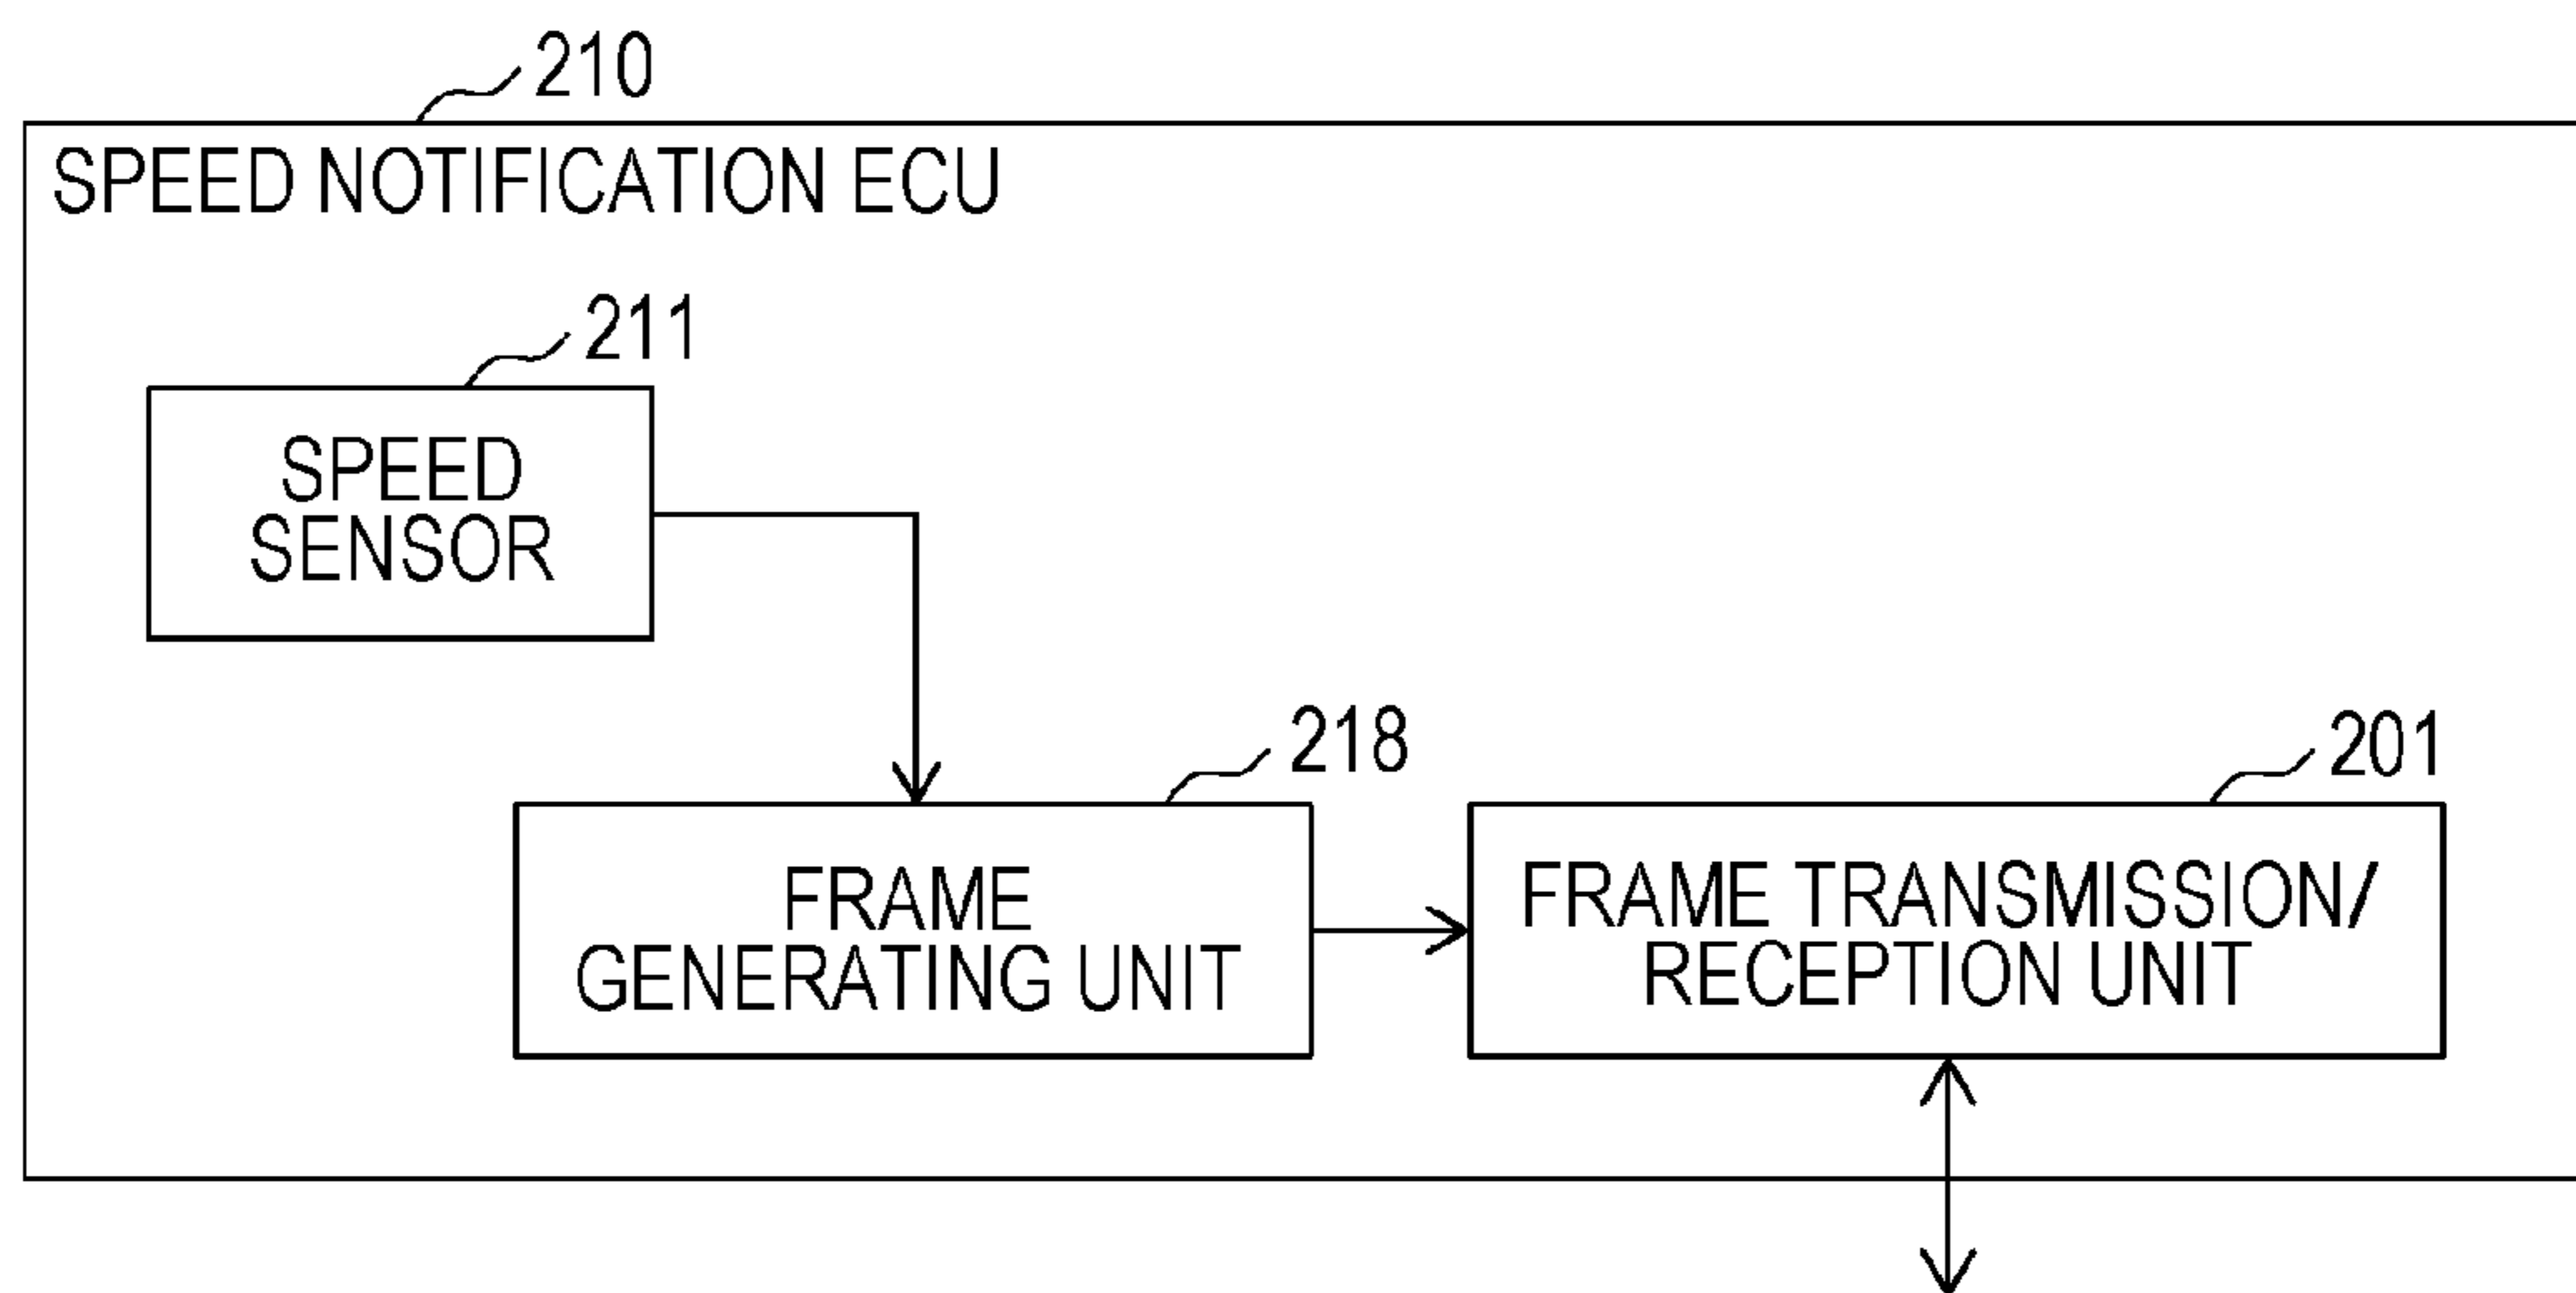 210
SPEED NOTIFICATION ECU
211
SPEED
SENSOR
218
FRAME
GENERATING UNIT
201
FRAME TRANSMISSION/
RECEPTION UNIT